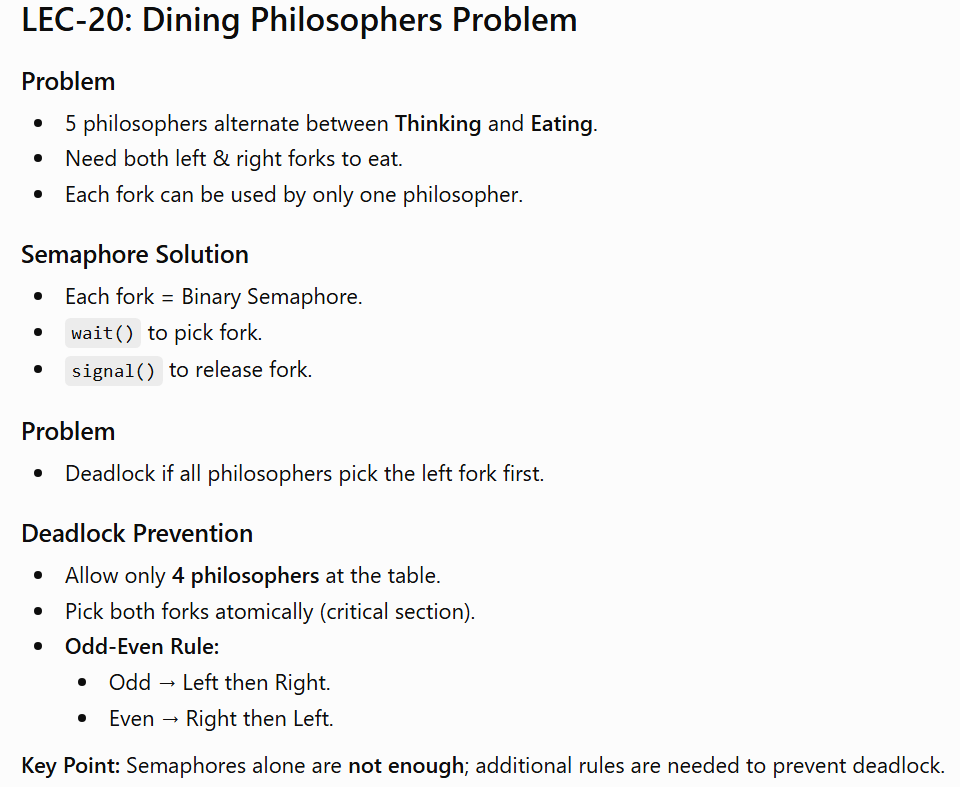 LEC-20: Dining Philosophers Problem
Problem
• 5 philosophers alternate between Thinking and Eating.
• Need both left & right forks to eat.
• Each fork can be used by only one philosopher.
Semaphore Solution
• Each fork = Binary Semaphore.
• wait() to pick fork.
• signal() to release fork.
Problem
• Deadlock if all philosophers pick the left fork first.
Deadlock Prevention
• Allow only 4 philosophers at the table.
• Pick both forks atomically (critical section).
• Odd-Even Rule:
• Odd → Left then Right.
• Even → Right then Left.
Key Point: Semaphores alone are not enough; additional rules are needed to prevent deadlock.